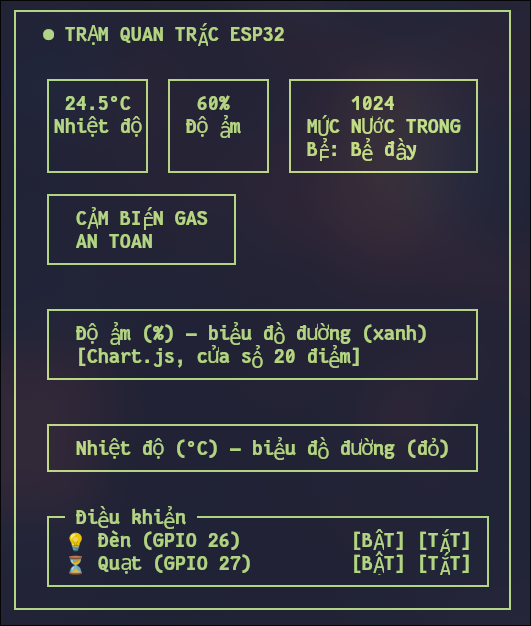 ● TRẠM QUAN TRẮC ESP32
24.5°C
Nhiệt độ
60%
Độ ẩm
1024
MỨC NƯỚC TRONG
BỂ: Bể đầy
CẢM BIẾN GAS
AN TOAN
Độ ẩm (%) — biểu đồ đường (xanh)
[Chart.js, cửa sổ 20 điểm]
Nhiệt độ (°C) — biểu đồ đường (đỏ)
Điều khiển
💡 Đèn (GPIO 26) [BẬT] [TẮT]
⏳ Quạt (GPIO 27) [BẬT] [TẮT]